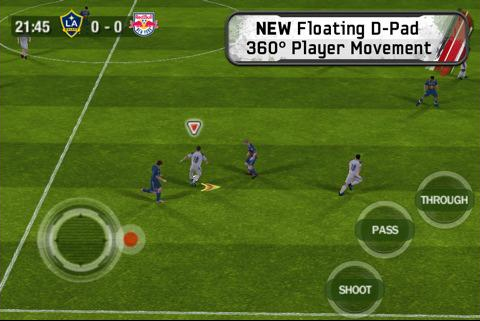 21:45 LA 0 - 0
NEW Floating D-Pad
360° Player Movement
THROUGH
PASS
SHOOT